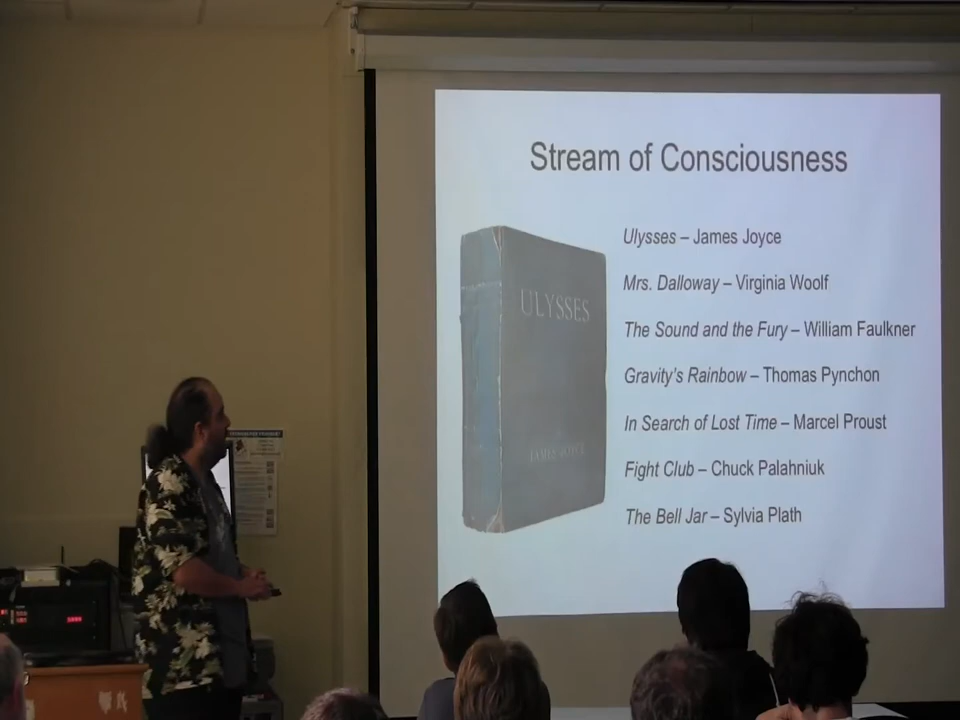 Stream of Consciousness
ULYSSES
JAMES JOYCE
Ulysses – James Joyce
Mrs. Dalloway – Virginia Woolf
The Sound and the Fury – William Faulkner
Gravity's Rainbow – Thomas Pynchon
In Search of Lost Time – Marcel Proust
Fight Club – Chuck Palahniuk
The Bell Jar – Sylvia Plath